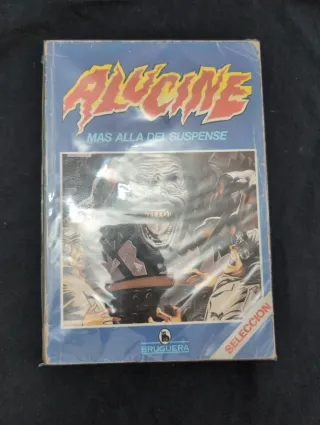 ALUCINE
MAS ALLA DEL SUSPENSE
BRUGUERA
SELECCION